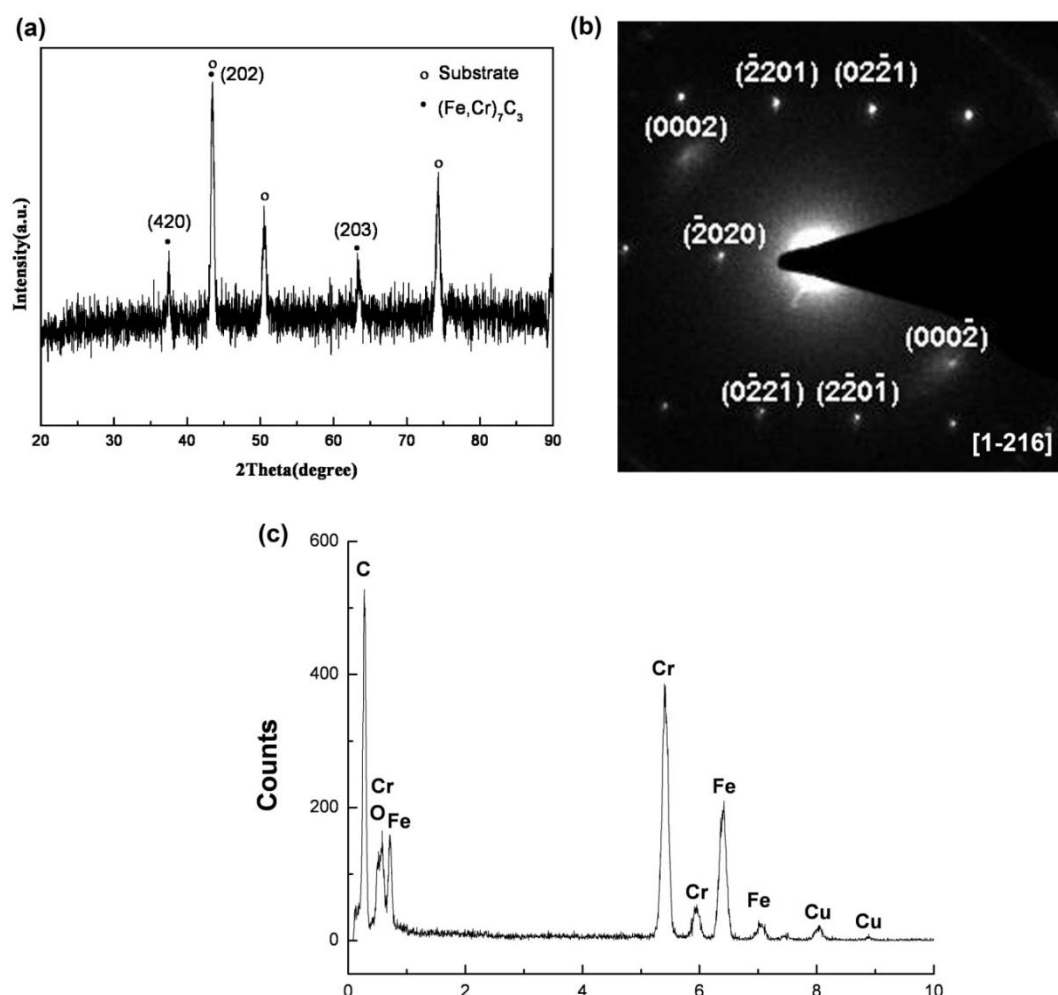 (a)
(202)
o Substrate
• (Fe,Cr)₇C₃
o
o
o
(420)
(203)
Intensity(a.u.)
20 30 40 50 60 70 80 90
2Theta(degree)
(b)
(2̄201) (022̄1)
(0002)
(2̄020)
(0002̄)
(02̄21̄) (22̄01̄)
[1-216]
(c)
600
C
400
Cr
Cr
O Fe
Fe
200
Cr
Fe
Cu
Cu
0
Counts
0 2 4 6 8 10